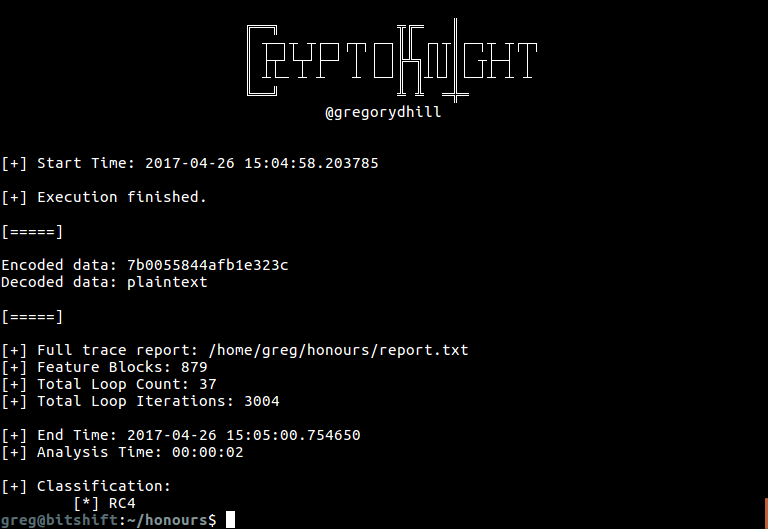 CRYPTOKNIGHT
@gregorydhill
[+] Start Time: 2017-04-26 15:04:58.203785
[+] Execution finished.
[=====]
Encoded data: 7b0055844afb1e323c
Decoded data: plaintext
[=====]
[+] Full trace report: /home/greg/honours/report.txt
[+] Feature Blocks: 879
[+] Total Loop Count: 37
[+] Total Loop Iterations: 3004
[+] End Time: 2017-04-26 15:05:00.754650
[+] Analysis Time: 00:00:02
[+] Classification:
[*] RC4
greg@bitshift:~/honours$